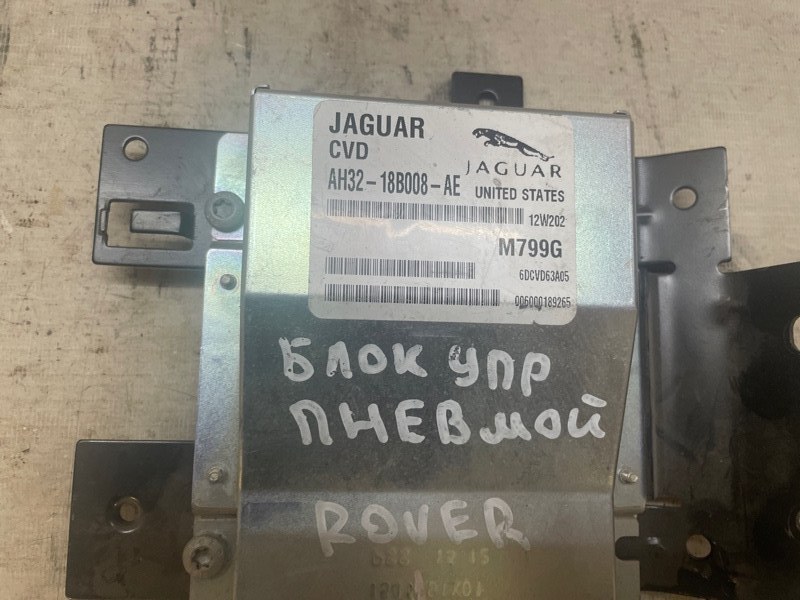 JAGUAR
CVD
JAGUAR
AH32-18B008-AE
UNITED STATES
12W202
M799G
6DCVD63A05
006000189265
БЛОК УПР
ПНЕВМОЙ
ROVER